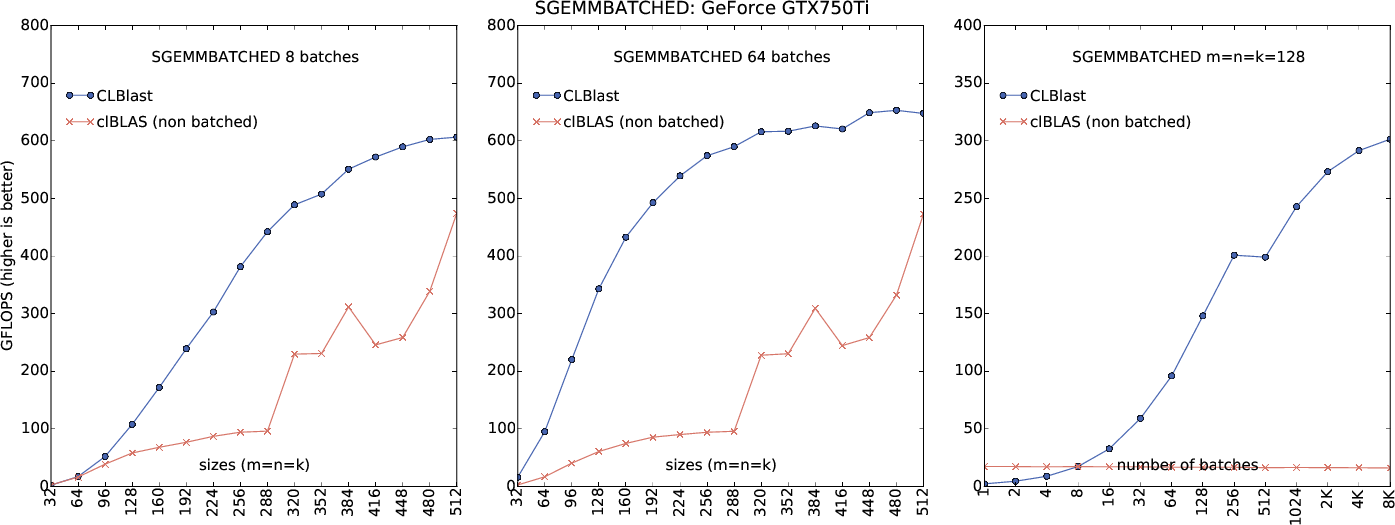 SGEMMBATCHED: GeForce GTX750Ti
GFLOPS (higher is better)
800
700
600
500
400
300
200
100
0
SGEMMBATCHED 8 batches
CLBlast
clBLAS (non batched)
sizes (m=n=k)
32 64 96 128 160 192 224 256 288 320 352 384 416 448 480 512
800
700
600
500
400
300
200
100
0
SGEMMBATCHED 64 batches
CLBlast
clBLAS (non batched)
sizes (m=n=k)
32 64 96 128 160 192 224 256 288 320 352 384 416 448 480 512
400
350
300
250
200
150
100
50
0
SGEMMBATCHED m=n=k=128
CLBlast
clBLAS (non batched)
number of batches
1 2 4 8 16 32 64 128 256 512 1024 2K 4K 8K